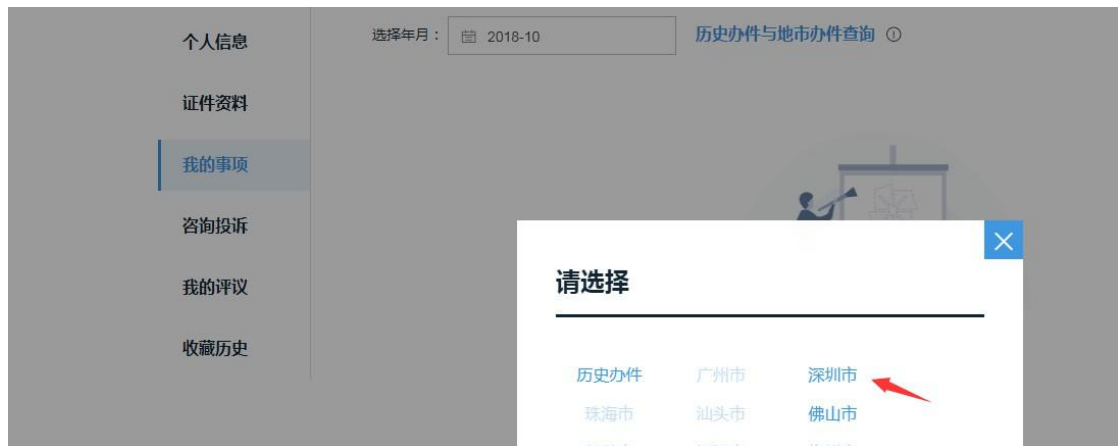 个人信息
选择年月： 2018-10 历史办件与地市办件查询
证件资料
我的事项
咨询投诉
我的评议
收藏历史
请选择
历史办件 广州市 深圳市
珠海市 汕头市 佛山市